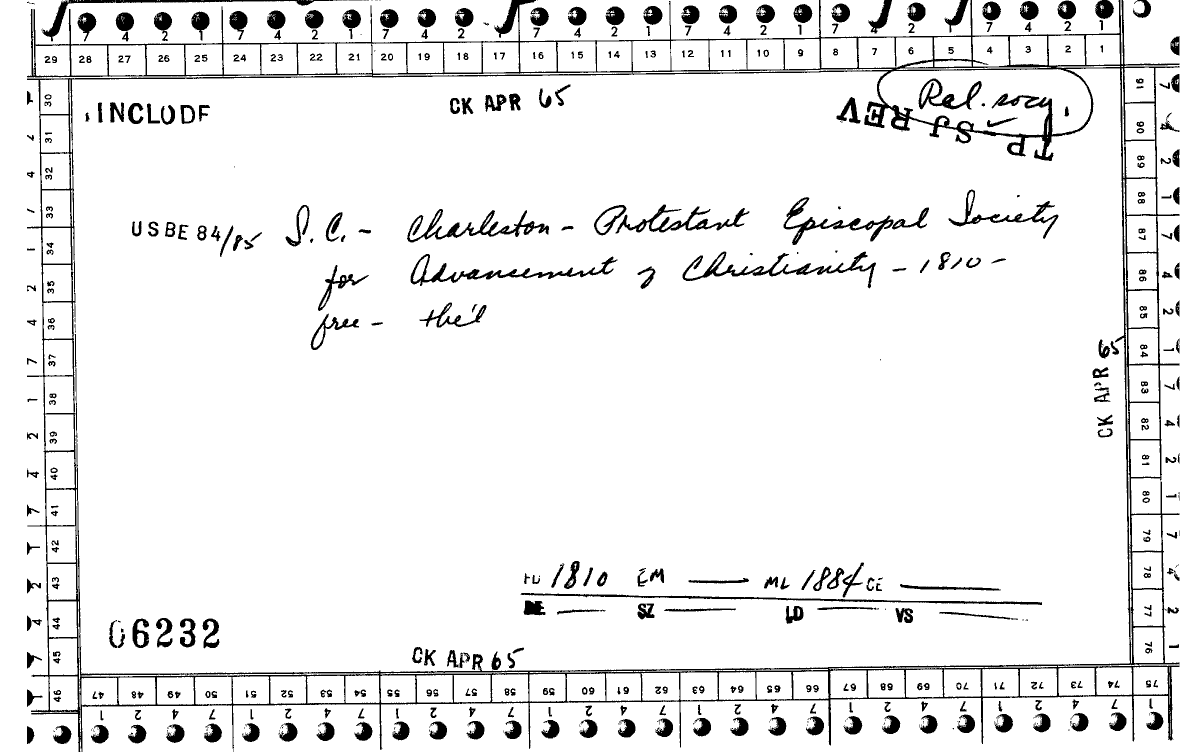 7 4 2 1 7 4 2 1 7 4 2 1 7 4 2 1 7 4 2 1 7 4 2 1 7 4 2 1
29 28 27 26 25 24 23 22 21 20 19 18 17 16 15 14 13 12 11 10 9 8 7 6 5 4 3 2 1
INCLUDE
CK APR 65
Rel. socy.
TP - SJ REV
USBE 84/85 S.C. - Charleston - Protestant Episcopal Society
for Advancement of Christianity - 1810 -
free - the'l
CK APR 65
FD 1810 EM —— ML 1884 CE ——
DE —— SZ —— LD —— VS ——
06232
CK APR 65
30 31 32 33 34 35 36 37 38 39 40 41 42 43 44 45 46
47 48 49 50 51 52 53 54 55 56 57 58 59 60 61 62 63 64 65 66 67 68 69 70 71 72 73 74 75
1 2 4 7 1 2 4 7 1 2 4 7 1 2 4 7 1 2 4 7 1 2 4 7 1 2 4 7 1
76 77 78 79 80 81 82 83 84 85 86 87 88 89 90 91